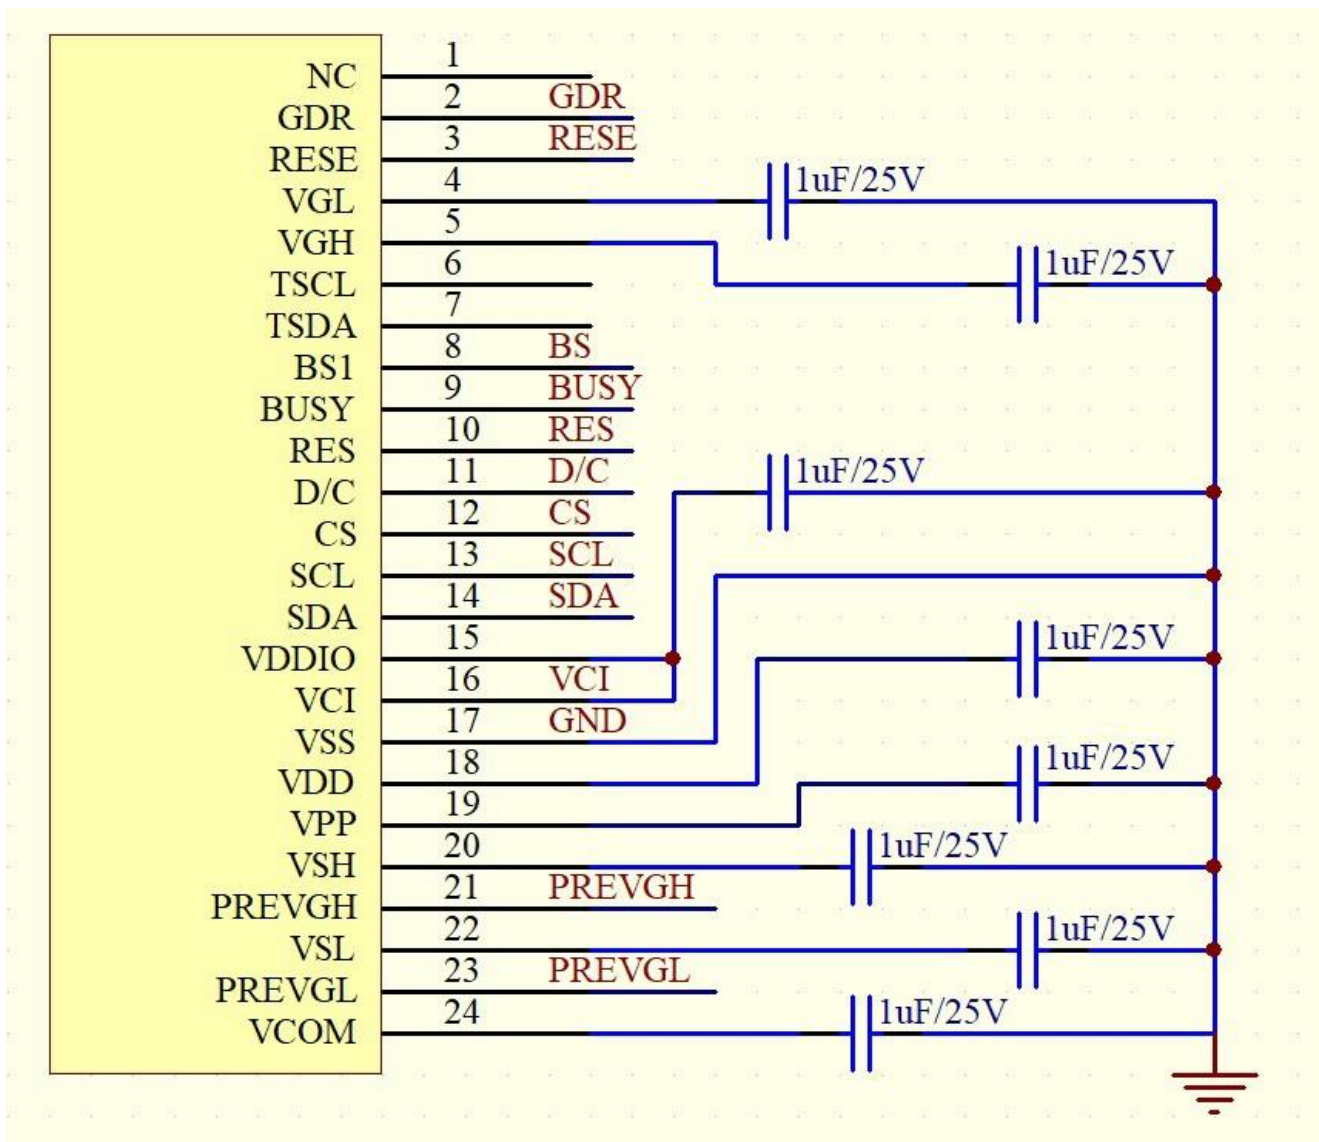 NC 1
GDR 2 GDR
RESE 3 RESE
VGL 4 1uF/25V
VGH 5 1uF/25V
TSCL 6
TSDA 7
BS1 8 BS
BUSY 9 BUSY
RES 10 RES
D/C 11 D/C 1uF/25V
CS 12 CS
SCL 13 SCL
SDA 14 SDA
VDDIO 15 1uF/25V
VCI 16 VCI
VSS 17 GND
VDD 18 1uF/25V
VPP 19
VSH 20 1uF/25V
PREVGH 21 PREVGH
VSL 22 1uF/25V
PREVGL 23 PREVGL
VCOM 24 1uF/25V